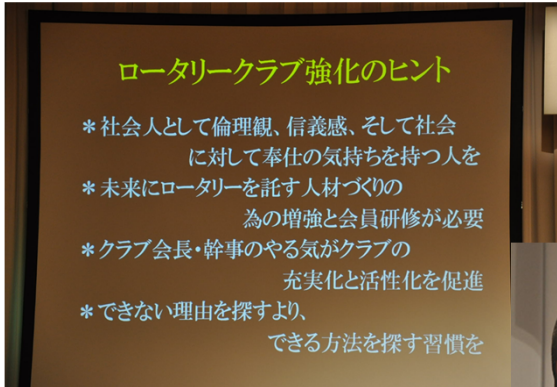 ロータリークラブ強化のヒント
＊社会人として倫理観、信義感、そして社会
に対して奉仕の気持ちを持つ人を
＊未来にロータリーを託す人材づくりの
為の増強と会員研修が必要
＊クラブ会長・幹事のやる気がクラブの
充実化と活性化を促進
＊できない理由を探すより、
できる方法を探す習慣を